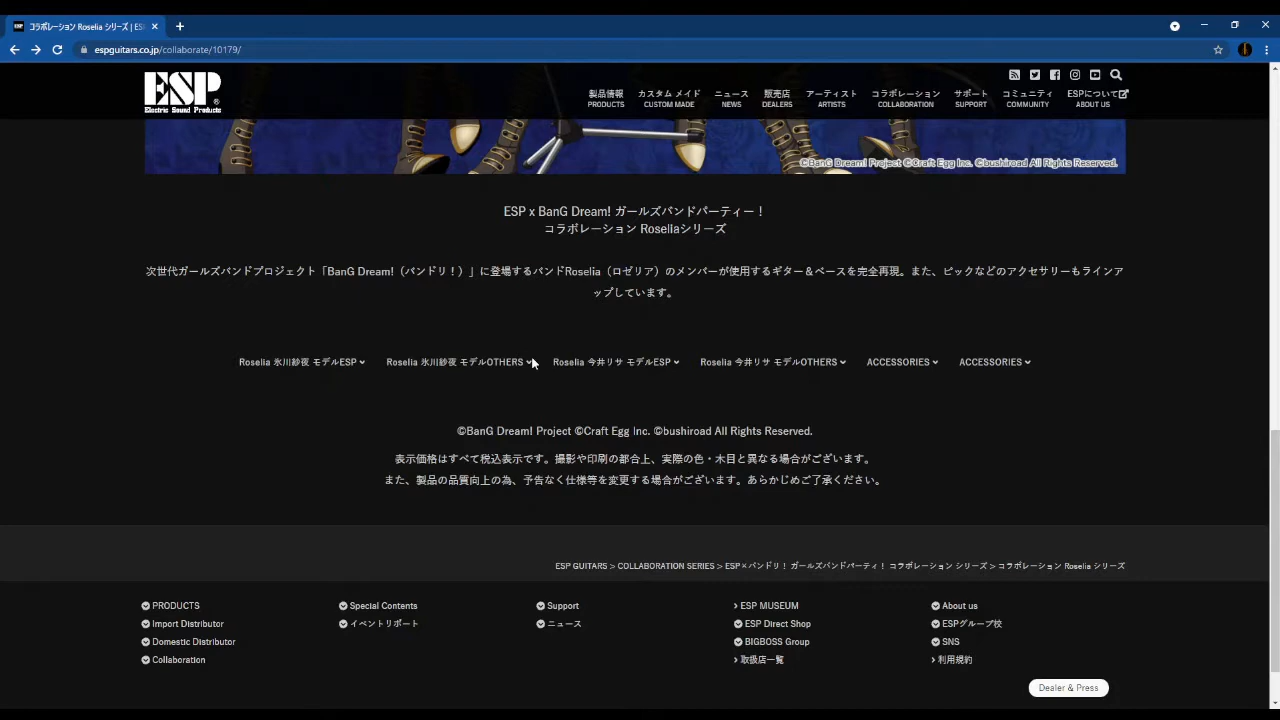 コラボレーション Roselia シリーズ | ES
espguitars.co.jp/collaborate/10179/
ESP
Electric Sound Products
製品情報 カスタム メイド ニュース 販売店 アーティスト コラボレーション サポート コミュニティ ESPについて
PRODUCTS CUSTOM MADE NEWS DEALERS ARTISTS COLLABORATION SUPPORT COMMUNITY ABOUT US
©BanG Dream! Project ©Craft Egg Inc. ©bushiroad All Rights Reserved.
ESP x BanG Dream! ガールズバンドパーティー！
コラボレーション Roseliaシリーズ
次世代ガールズバンドプロジェクト「BanG Dream!（バンドリ！）」に登場するバンドRoselia（ロゼリア）のメンバーが使用するギター＆ベースを完全再現。また、ピックなどのアクセサリーもラインア
ップしています。
Roselia 氷川紗夜 モデルESP Roselia 氷川紗夜 モデルOTHERS Roselia 今井リサ モデルESP Roselia 今井リサ モデルOTHERS ACCESSORIES ACCESSORIES
©BanG Dream! Project ©Craft Egg Inc. ©bushiroad All Rights Reserved.
表示価格はすべて税込表示です。撮影や印刷の都合上、実際の色・木目と異なる場合がございます。
また、製品の品質向上の為、予告なく仕様等を変更する場合がございます。あらかじめご了承ください。
ESP GUITARS > COLLABORATION SERIES > ESP×バンドリ！ ガールズバンドパーティ！ コラボレーション シリーズ > コラボレーション Roselia シリーズ
PRODUCTS Special Contents Support ESP MUSEUM About us
Import Distributor イベントリポート ニュース ESP Direct Shop ESPグループ校
Domestic Distributor BIGBOSS Group SNS
Collaboration 取扱店一覧 利用規約
Dealer & Press